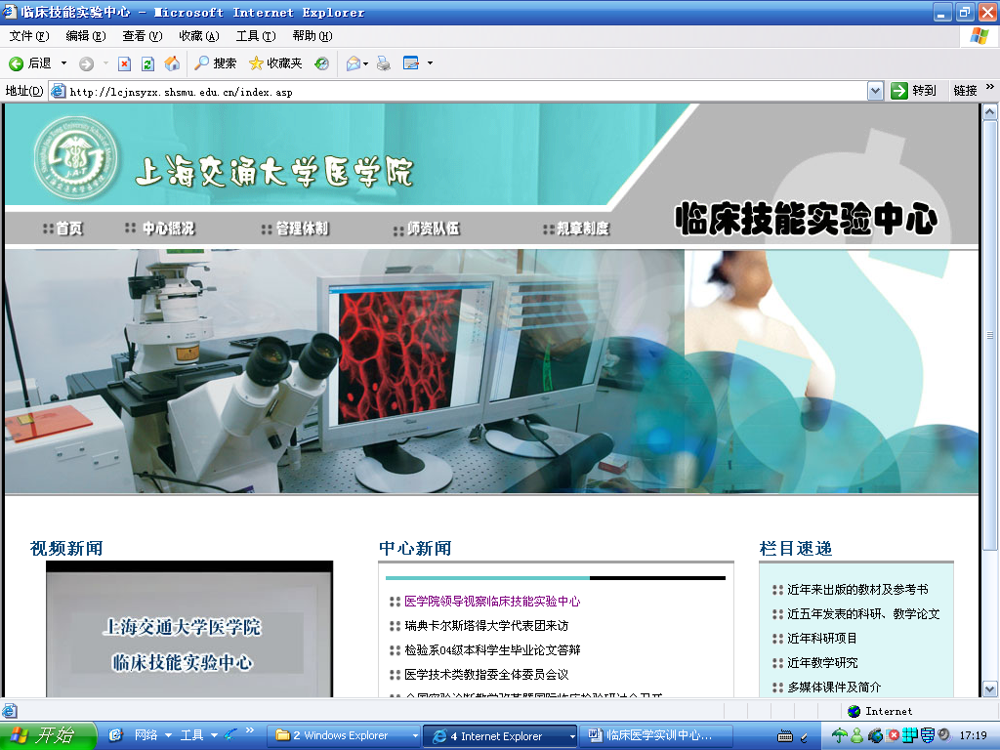 临床技能实验中心 - Microsoft Internet Explorer
文件(F) 编辑(E) 查看(V) 收藏(A) 工具(T) 帮助(H)
后退 搜索 收藏夹
地址(D) http://lcjnsyzx.shsmu.edu.cn/index.asp 转到 链接 »
上海交通大学医学院
临床技能实验中心
首页 中心概况 管理体制 师资队伍 规章制度
视频新闻
上海交通大学医学院
临床技能实验中心
中心新闻
医学院领导视察临床技能实验中心
瑞典卡尔斯塔得大学代表团来访
检验系04级本科学生毕业论文答辩
医学技术类教指委全体委员会议
栏目速递
近年来出版的教材及参考书
近五年发表的科研、教学论文
近年科研项目
近年教学研究
多媒体课件及简介
Internet
开始 网络 工具 » 2 Windows Explorer 4 Internet Explorer 临床医学实训中心... 17:19